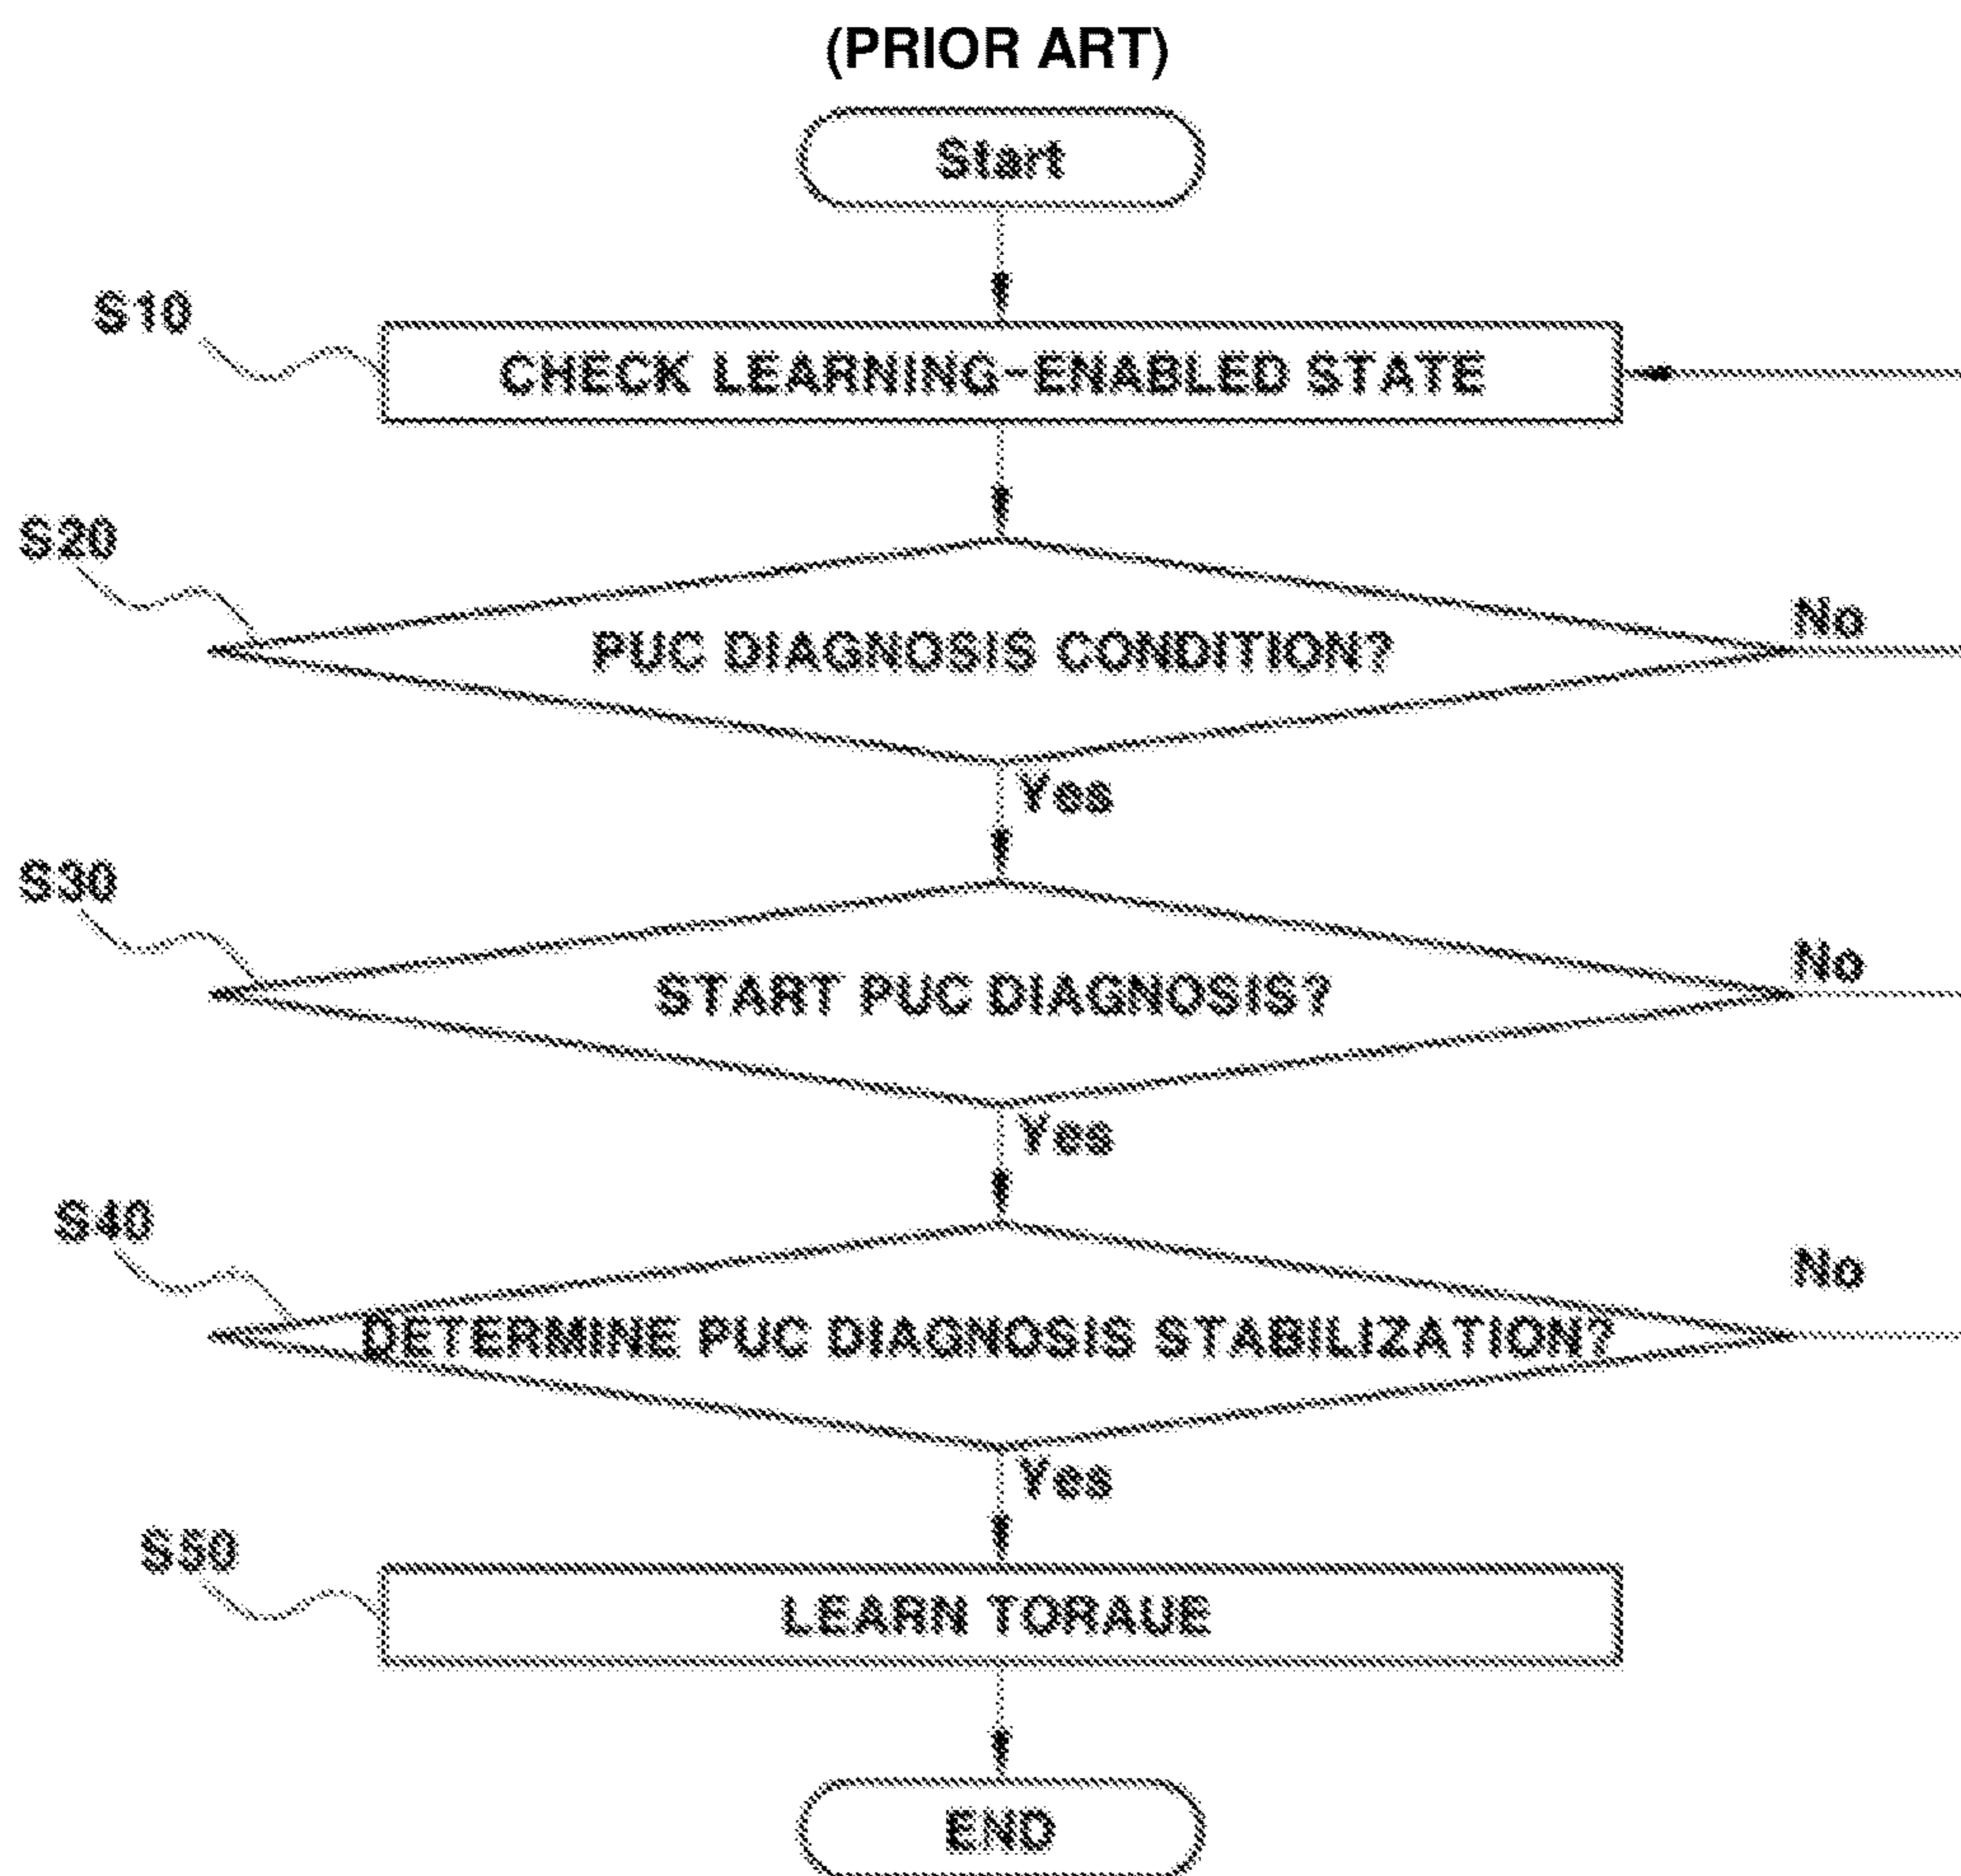 (PRIOR ART)
Start
S10
CHECK LEARNING-ENABLED STATE
S20
PUC DIAGNOSIS CONDITION?
No
Yes
S30
START PUC DIAGNOSIS?
No
Yes
S40
DETERMINE PUC DIAGNOSIS STABILIZATION?
No
Yes
S50
LEARN TORAUE
END